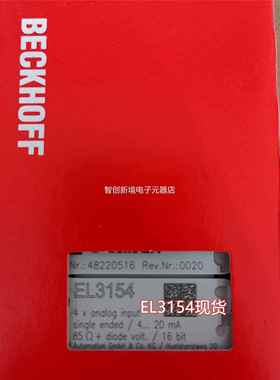 BECKHOFF
智创新境电子元器店
Nr.:48220516 Rev.Nr.:0020
EL3154
EL3154现货
4 x analog input
single ended / 4... 20 mA
85 Ω + diode volt. / 16 bit